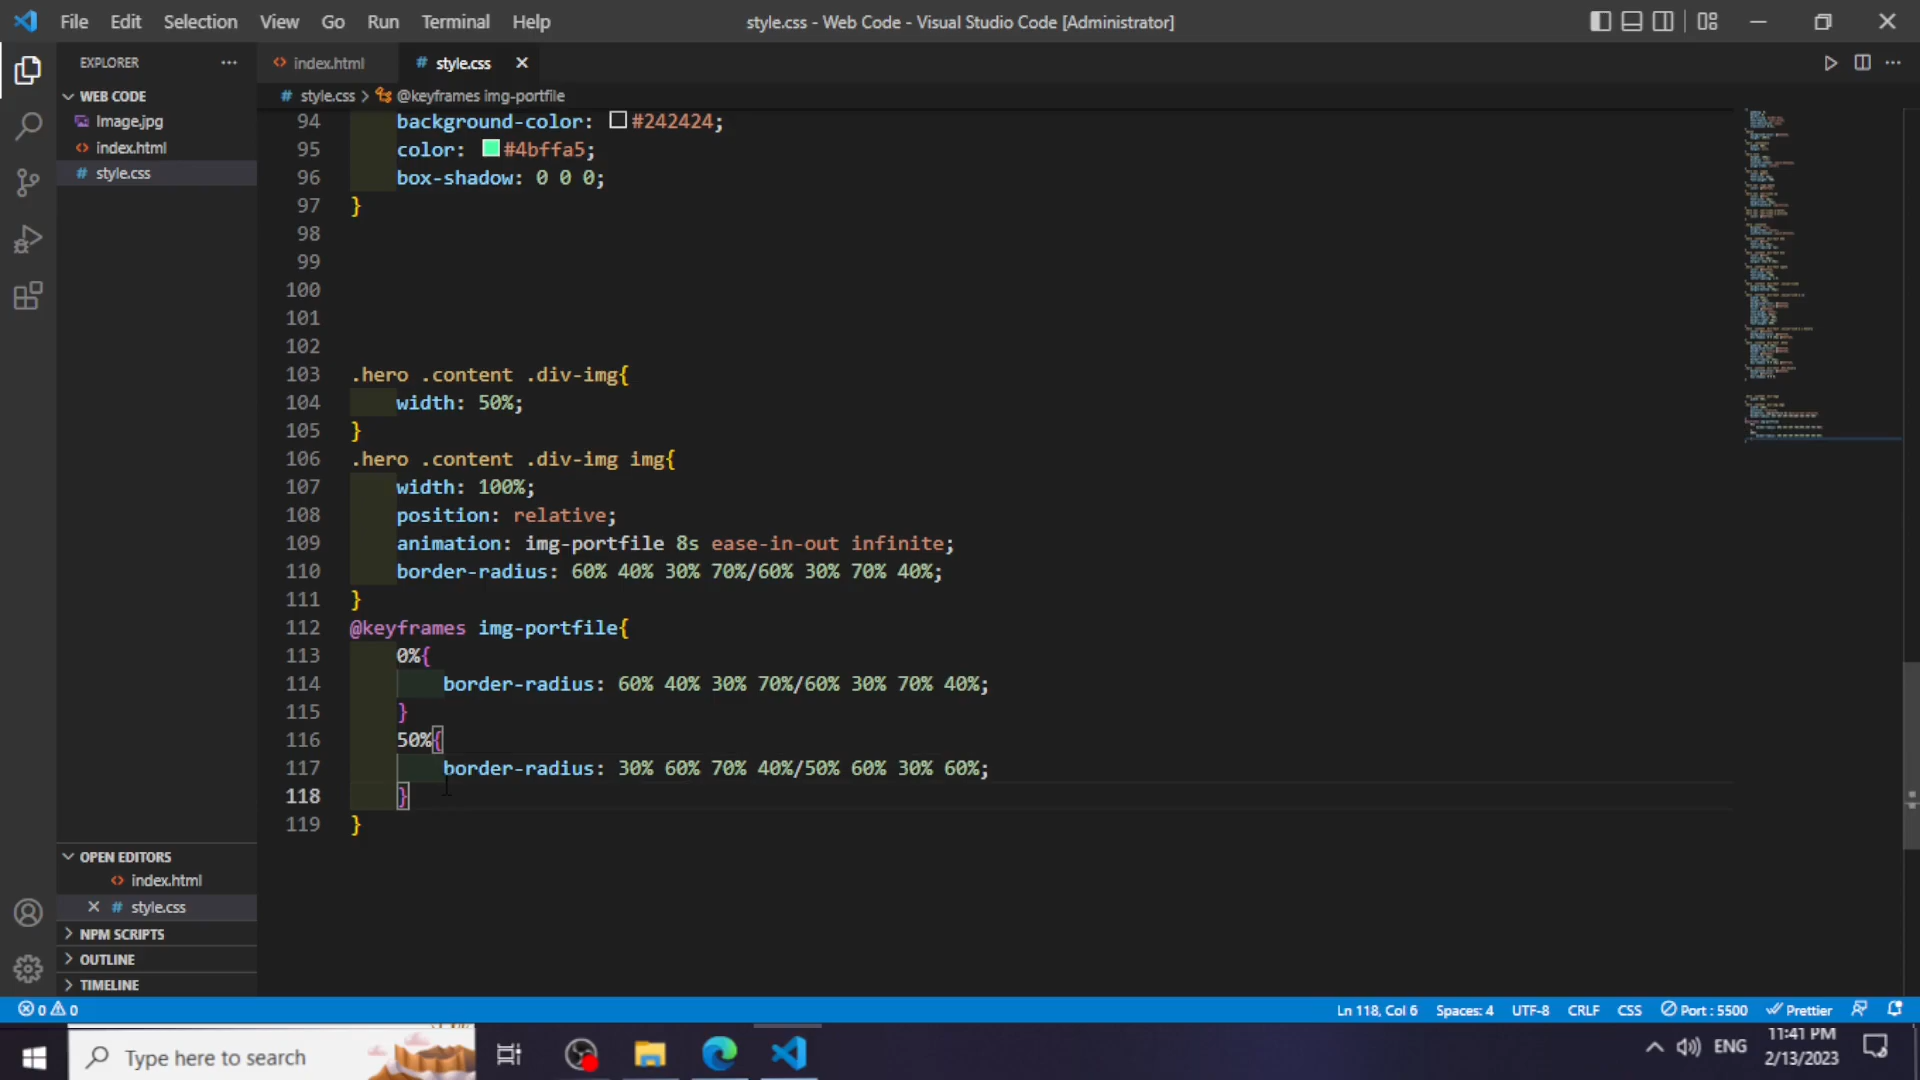 File Edit Selection View Go Run Terminal Help
style.css - Web Code - Visual Studio Code [Administrator]
EXPLORER
WEB CODE
Image.jpg
index.html
style.css
OPEN EDITORS
index.html
style.css
NPM SCRIPTS
OUTLINE
TIMELINE
index.html
style.css
style.css > @keyframes img-portfile
94 background-color: #242424;
95 color: #4bffa5;
96 box-shadow: 0 0 0;
97 }
98
99
100
101
102
103 .hero .content .div-img{
104 width: 50%;
105 }
106 .hero .content .div-img img{
107 width: 100%;
108 position: relative;
109 animation: img-portfile 8s ease-in-out infinite;
110 border-radius: 60% 40% 30% 70%/60% 30% 70% 40%;
111 }
112 @keyframes img-portfile{
113 0%{
114 border-radius: 60% 40% 30% 70%/60% 30% 70% 40%;
115 }
116 50%{
117 border-radius: 30% 60% 70% 40%/50% 60% 30% 60%;
118 }
119 }
0 0
Ln 118, Col 6 Spaces: 4 UTF-8 CRLF CSS Port : 5500 Prettier
Type here to search
ENG
11:41 PM
2/13/2023